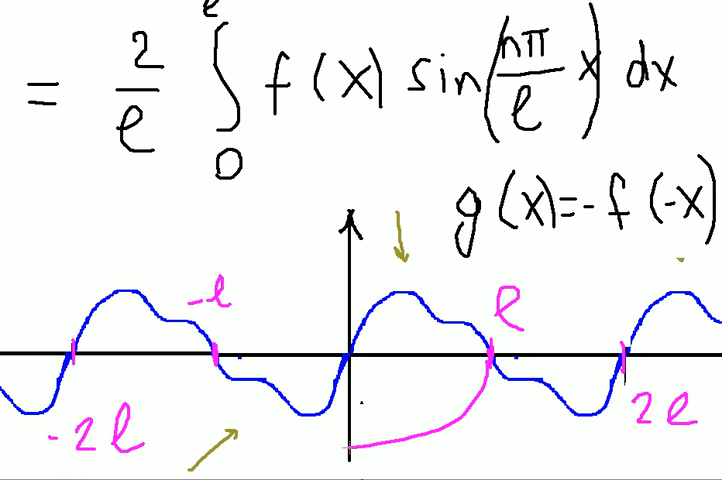 ℓ
= 2/ℓ ∫ f(x) sin(nπ/ℓ x) dx
0
g(x)=-f(-x)
-ℓ ℓ
-2ℓ 2ℓ